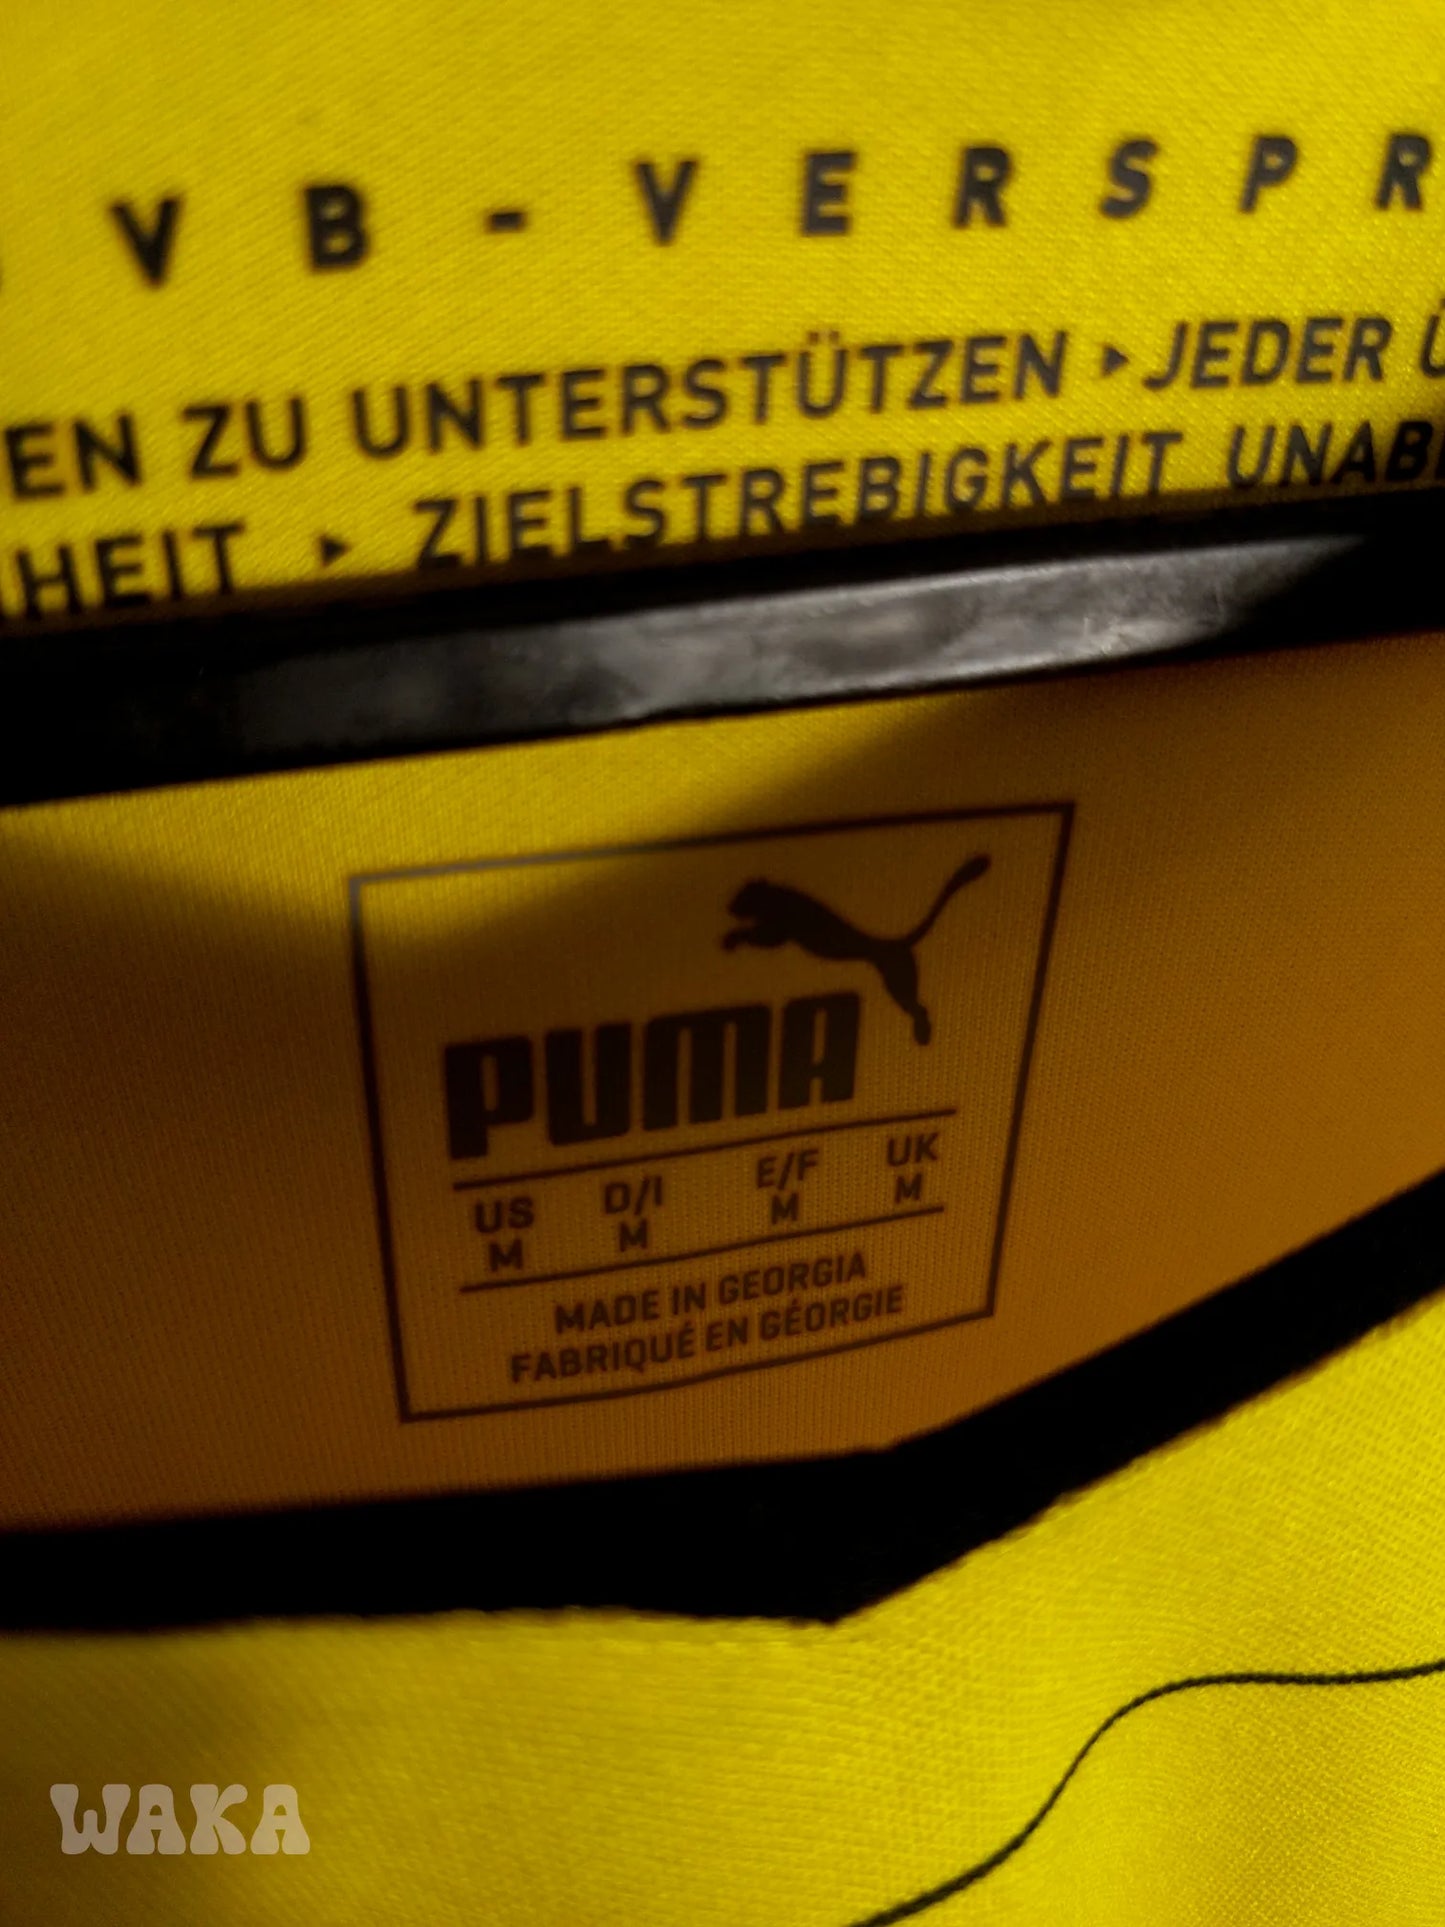 VB-VERSPR
EN ZU UNTERSTÜTZEN ▸ JEDER Ü
HEIT ▸ ZIELSTREBIGKEIT UNAB
PUMA
US D/I E/F UK
M M M M
MADE IN GEORGIA
FABRIQUÉ EN GÉORGIE
WAKA